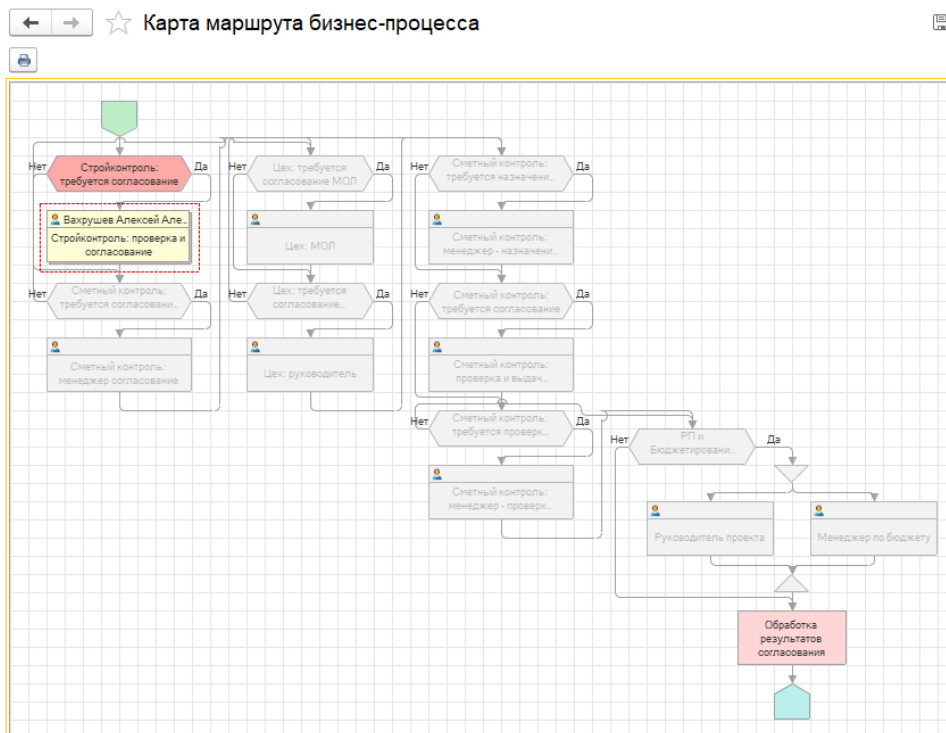 Карта маршрута бизнес-процесса
Нет
Стройконтроль:
требуется согласование
Да
Вахрушев Алексей Але..
Стройконтроль: проверка и
согласование
Нет
Сметный контроль:
требуется согласовани..
Да
Сметный контроль:
менеджер согласование
Нет
Цех: требуется
согласование МОЛ
Да
Цех: МОЛ
Нет
Цех: требуется
согласование..
Да
Цех: руководитель
Нет
Сметный контроль:
требуется назначени..
Да
Сметный контроль:
менеджер - назначени..
Нет
Сметный контроль:
требуется согласование
Да
Сметный контроль:
проверка и выдач..
Нет
Сметный контроль:
требуется проверк..
Да
Сметный контроль:
менеджер - проверк..
Нет
РП и
Бюджетировани..
Да
Руководитель проекта
Менеджер по бюджету
Обработка
результатов
согласования